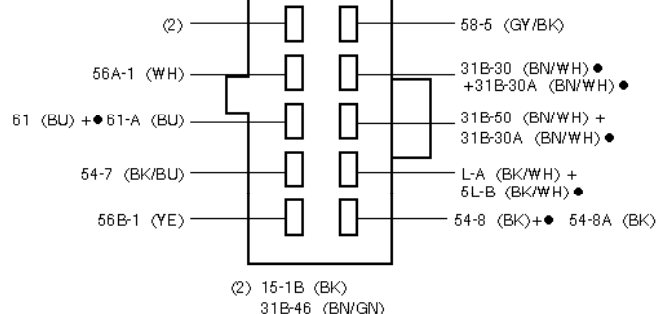 (2) 58-5 (GY/BK)
56A-1 (WH) 31B-30 (BN/WH)●
+31B-30A (BN/WH)●
61 (BU) +●61-A (BU) 31B-50 (BN/WH) +
31B-30A (BN/WH)●
54-7 (BK/BU) L-A (BK/WH) +
5L-B (BK/WH)●
56B-1 (YE) 54-8 (BK)+● 54-8A (BK)
(2) 15-1B (BK)
31B-46 (BN/GN)